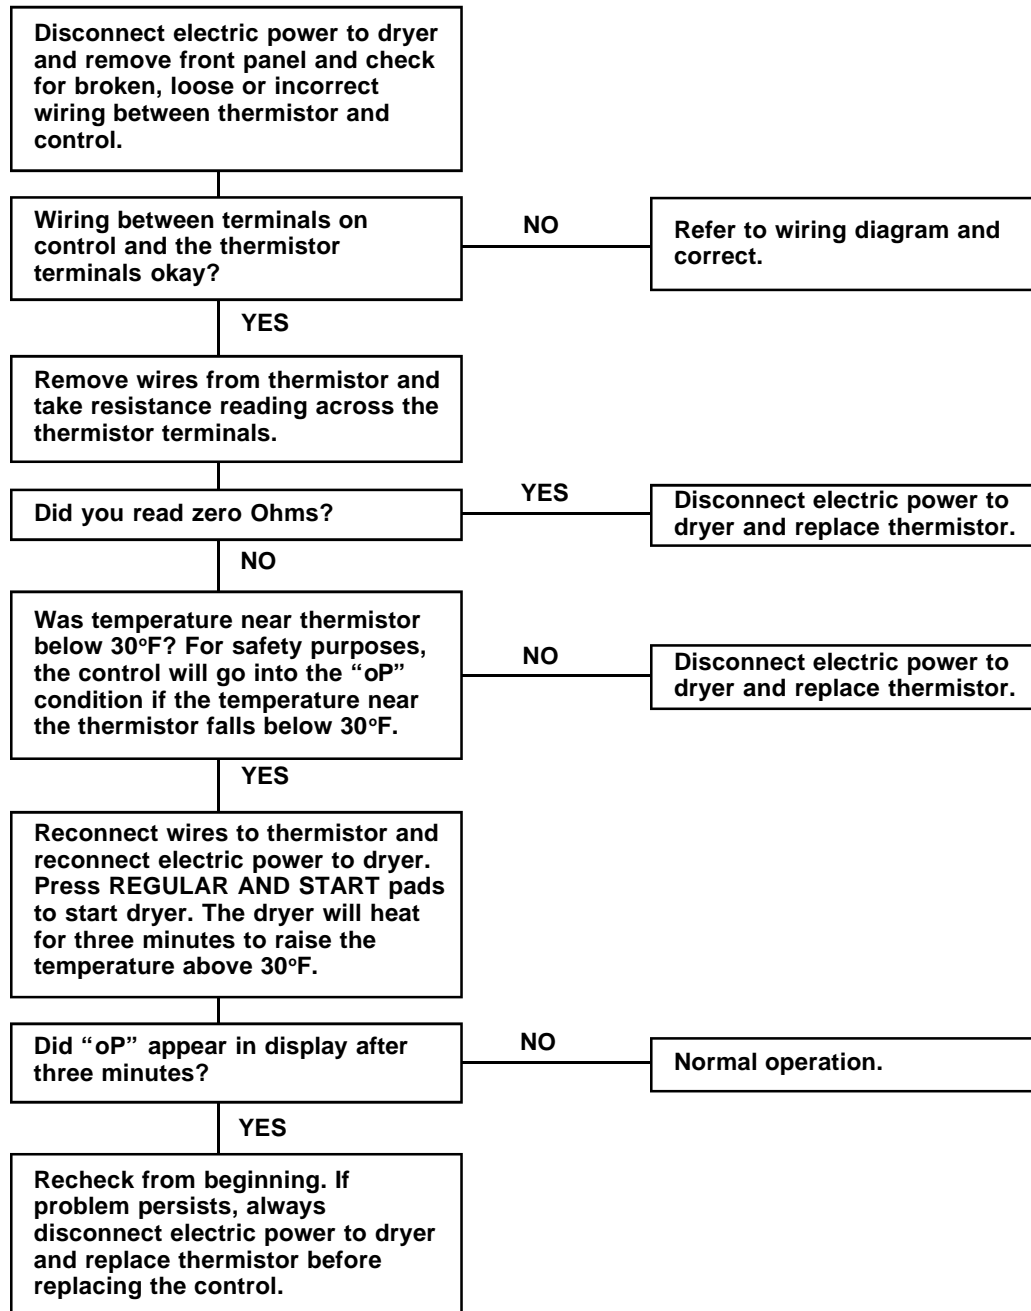 Disconnect electric power to dryer
and remove front panel and check
for broken, loose or incorrect
wiring between thermistor and
control.
Wiring between terminals on
control and the thermistor
terminals okay?
NO
Refer to wiring diagram and
correct.
YES
Remove wires from thermistor and
take resistance reading across the
thermistor terminals.
Did you read zero Ohms?
YES
Disconnect electric power to
dryer and replace thermistor.
NO
Was temperature near thermistor
below 30°F? For safety purposes,
the control will go into the “oP”
condition if the temperature near
the thermistor falls below 30°F.
NO
Disconnect electric power to
dryer and replace thermistor.
YES
Reconnect wires to thermistor and
reconnect electric power to dryer.
Press REGULAR AND START pads
to start dryer. The dryer will heat
for three minutes to raise the
temperature above 30°F.
Did “oP” appear in display after
three minutes?
NO
Normal operation.
YES
Recheck from beginning. If
problem persists, always
disconnect electric power to dryer
and replace thermistor before
replacing the control.